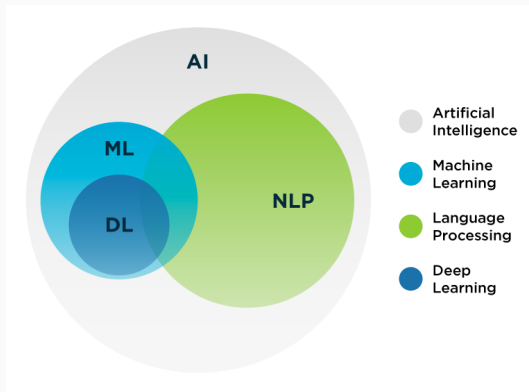 AI
ML
DL
NLP
Artificial
Intelligence
Machine
Learning
Language
Processing
Deep
Learning